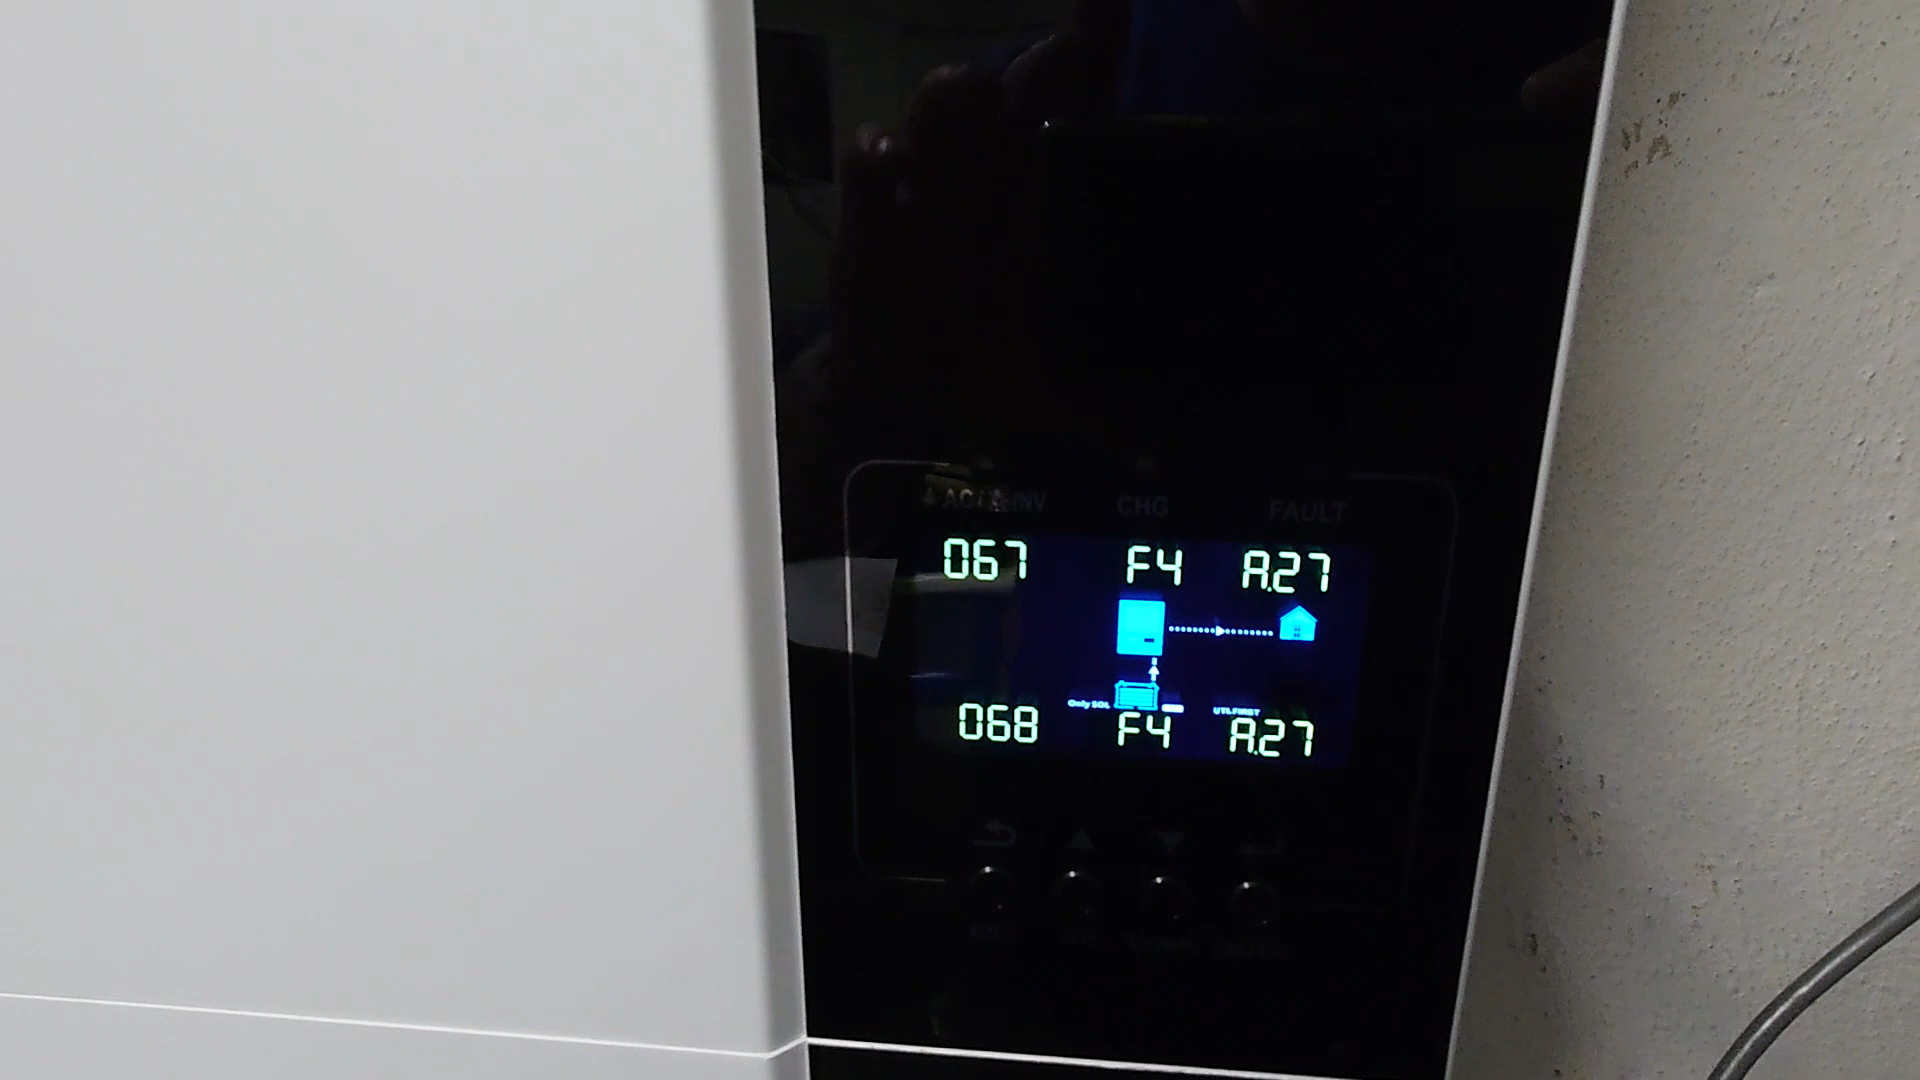 AC/ INV CHG FAULT
067 F4 A.27
Only SOL UTI.FIRST
068 F4 A.27